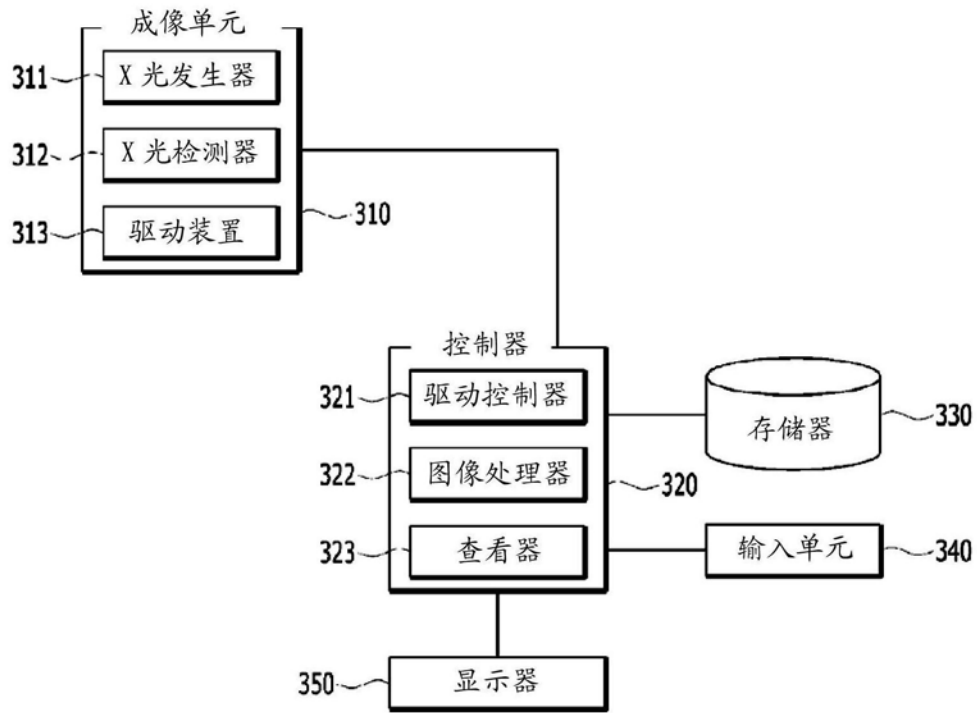 成像单元
311 X光发生器
312 X光检测器
313 驱动装置
310
控制器
321 驱动控制器
322 图像处理器
323 查看器
320
存储器 330
输入单元 340
350 显示器